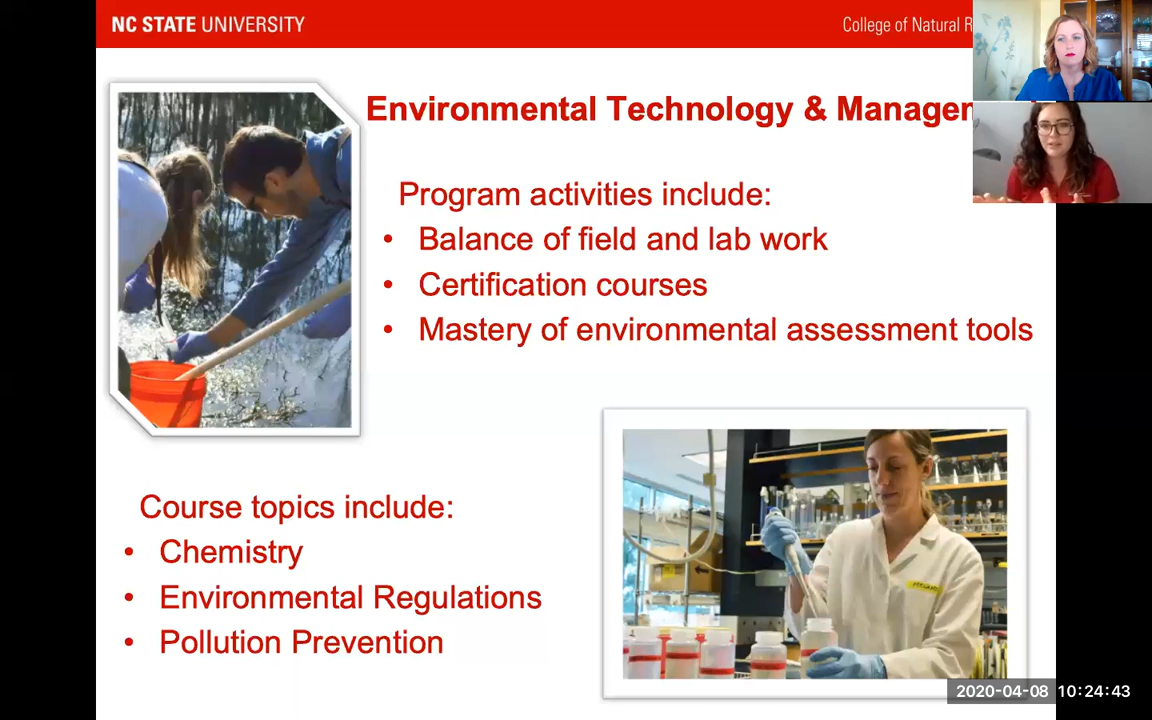 NC STATE UNIVERSITY
College of Natural R
Environmental Technology & Manage
Program activities include:
• Balance of field and lab work
• Certification courses
• Mastery of environmental assessment tools
Course topics include:
• Chemistry
• Environmental Regulations
• Pollution Prevention
2020-04-08 10:24:43